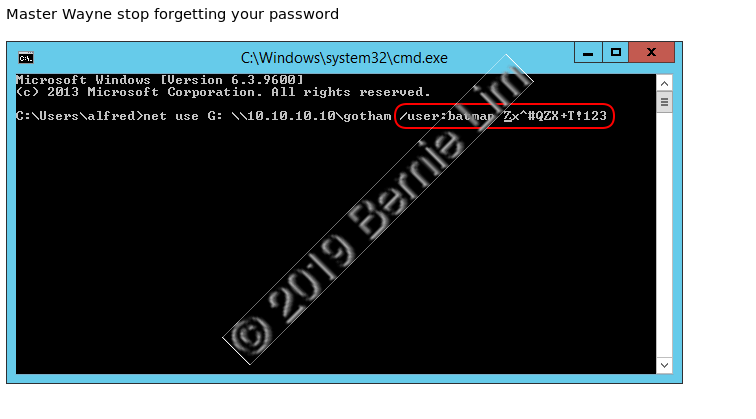 Master Wayne stop forgetting your password
C:\Windows\system32\cmd.exe
Microsoft Windows [Version 6.3.9600]
(c) 2013 Microsoft Corporation. All rights reserved.
C:\Users\alfred>net use G: \\10.10.10.10\gotham /user:batman Zx^#QZX+T!123
© 2019 Bernie Lim